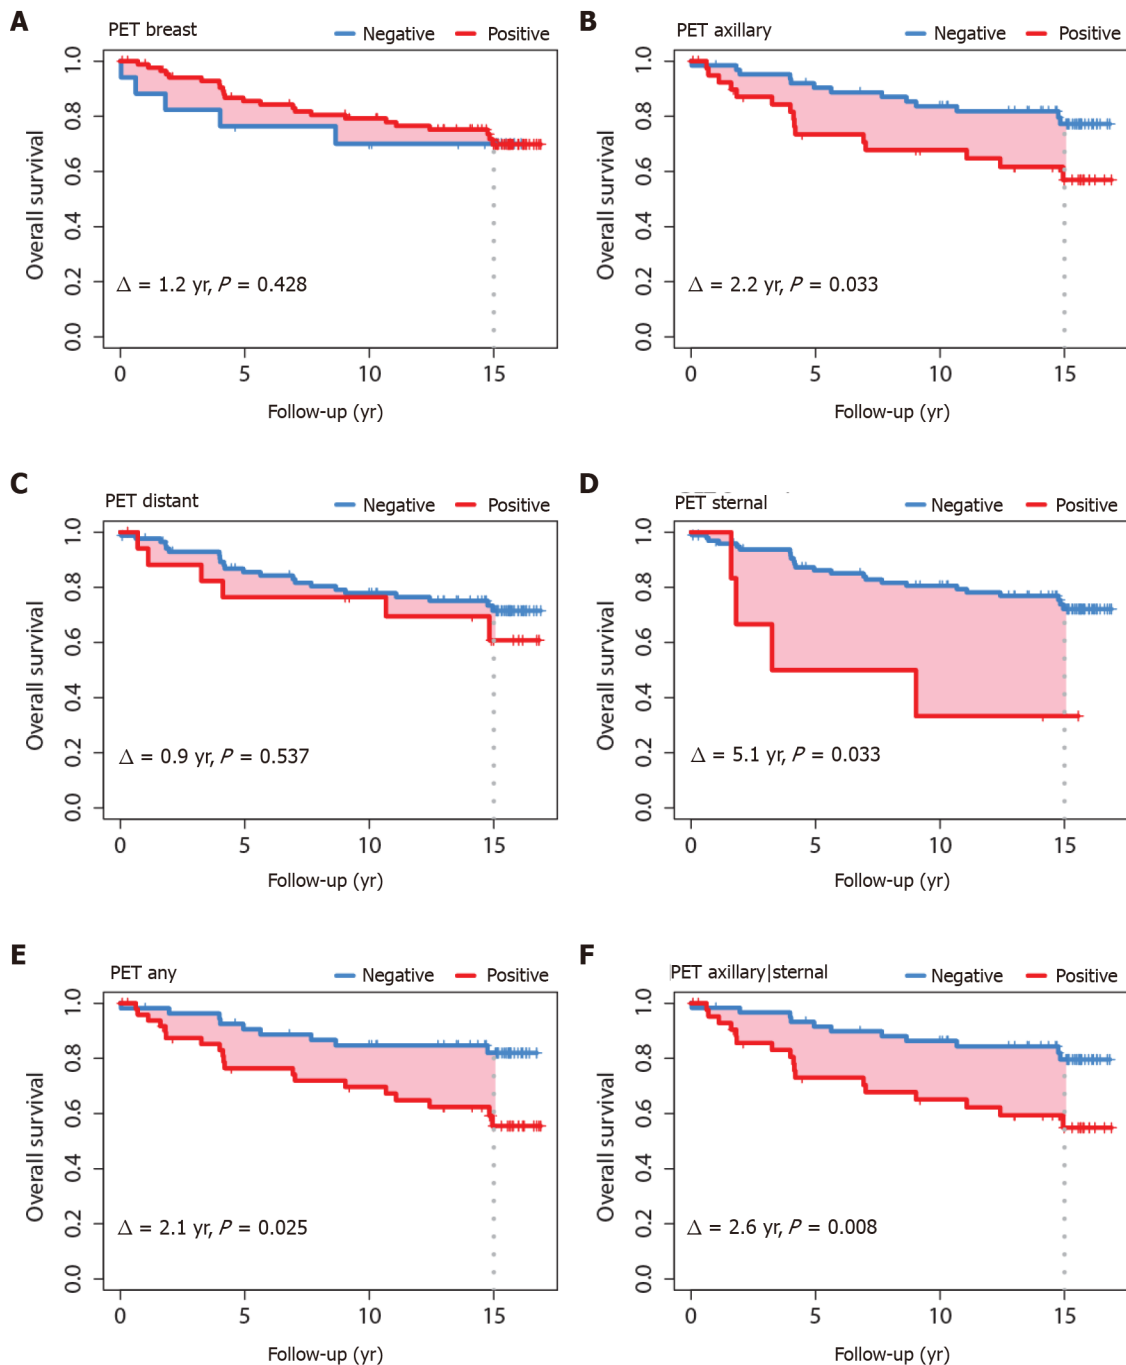 A
PET breast
Negative Positive
Overall survival
1.0
0.8
0.6
0.4
0.2
0.0
Δ = 1.2 yr, P = 0.428
0 5 10 15
Follow-up (yr)
B
PET axillary
Negative Positive
Overall survival
1.0
0.8
0.6
0.4
0.2
0.0
Δ = 2.2 yr, P = 0.033
0 5 10 15
Follow-up (yr)
C
PET distant
Negative Positive
Overall survival
1.0
0.8
0.6
0.4
0.2
0.0
Δ = 0.9 yr, P = 0.537
0 5 10 15
Follow-up (yr)
D
PET sternal
Negative Positive
Overall survival
1.0
0.8
0.6
0.4
0.2
0.0
Δ = 5.1 yr, P = 0.033
0 5 10 15
Follow-up (yr)
E
PET any
Negative Positive
Overall survival
1.0
0.8
0.6
0.4
0.2
0.0
Δ = 2.1 yr, P = 0.025
0 5 10 15
Follow-up (yr)
F
PET axillary|sternal
Negative Positive
Overall survival
1.0
0.8
0.6
0.4
0.2
0.0
Δ = 2.6 yr, P = 0.008
0 5 10 15
Follow-up (yr)